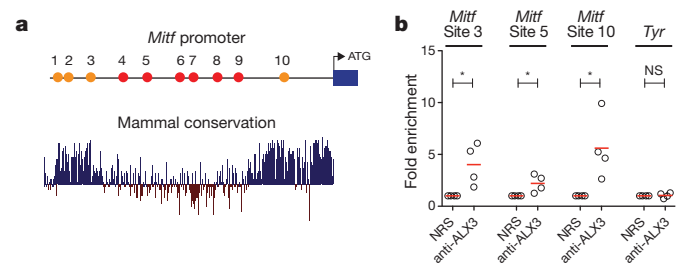 a
Mitf promoter
1 2 3 4 5 6 7 8 9 10
ATG
Mammal conservation
b
Mitf Site 3
Mitf Site 5
Mitf Site 10
Tyr
Fold enrichment
15
10
5
0
* * * NS
NRS
anti-ALX3
NRS
anti-ALX3
NRS
anti-ALX3
NRS
anti-ALX3